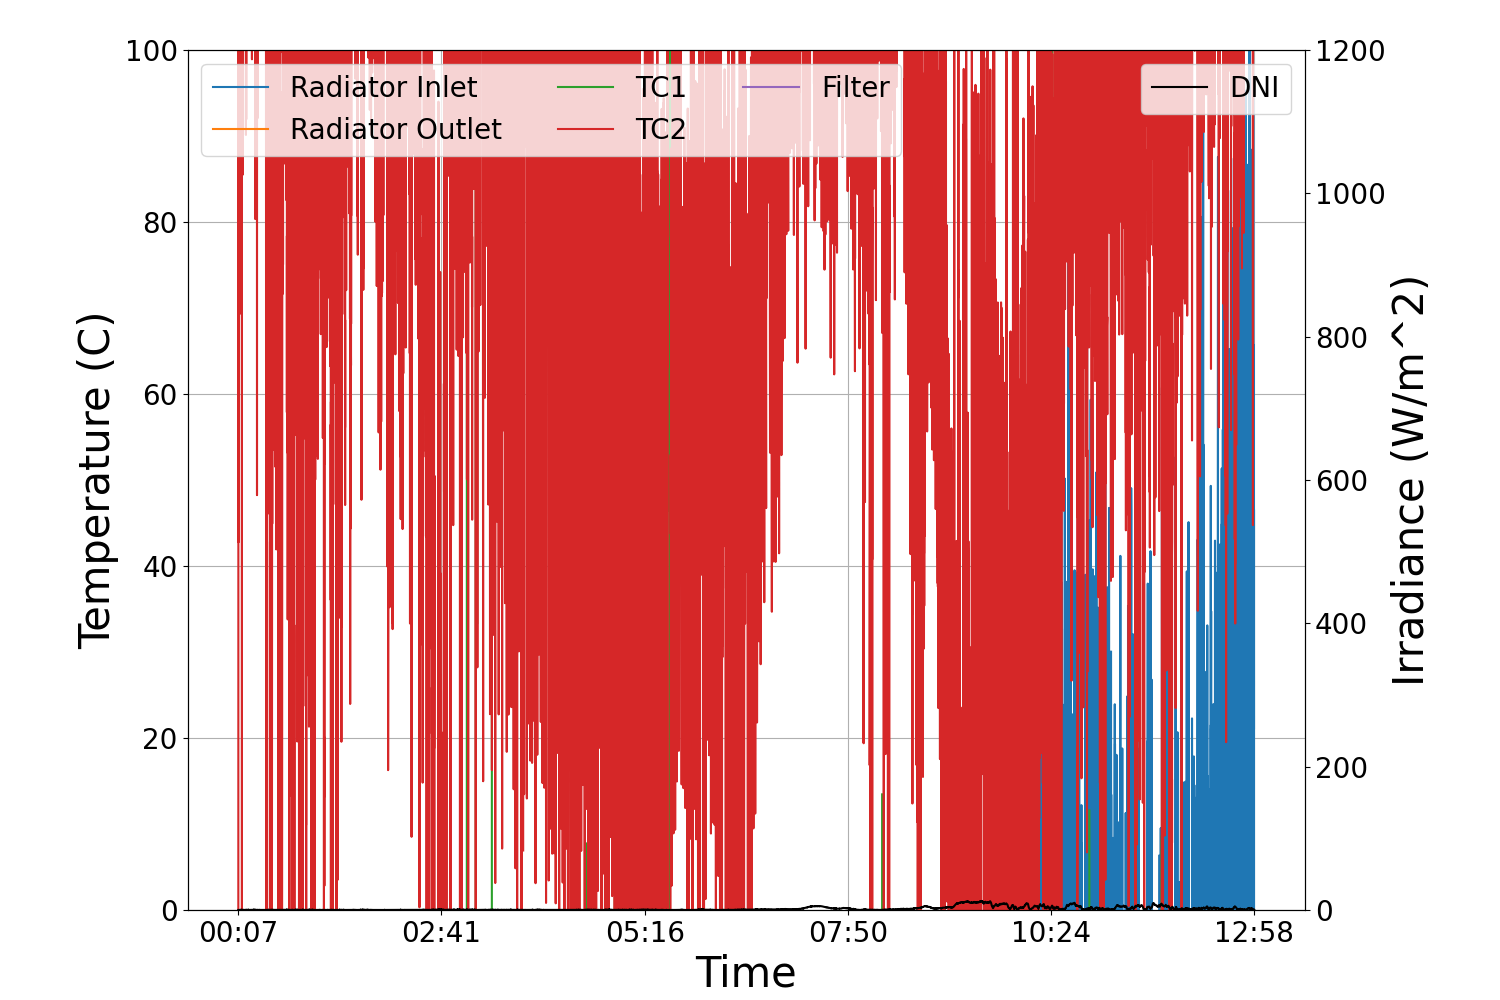 100
80
60
40
20
0
Temperature (C)
Radiator Inlet
Radiator Outlet
TC1
TC2
Filter
DNI
1200
1000
800
600
400
200
0
Irradiance (W/m^2)
00:07 02:41 05:16 07:50 10:24 12:58
Time